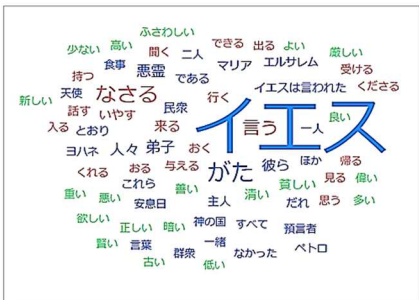 ふさわしい
少ない 高い 聞く 二人 できる 出る よい 厳しい
持つ 食事 悪霊 である マリア エルサレム 受ける
新しい 天使 なさる 行く イエスは言われた くださる
話す いやす 民衆 良い
入る とおり 来る イエス 言う 一人
ヨハネ 人々 弟子 おく がた 彼ら ほか 帰る
くれる おる 与える 見る 偉い
これら 善い 清い 貧しい
重い 悪い 安息日 主人 だれ 思う 多い
欲しい 正しい 暗い 神の国 すべて 預言者
賢い 言葉 群衆 一緒 なかった ペトロ
古い 低い